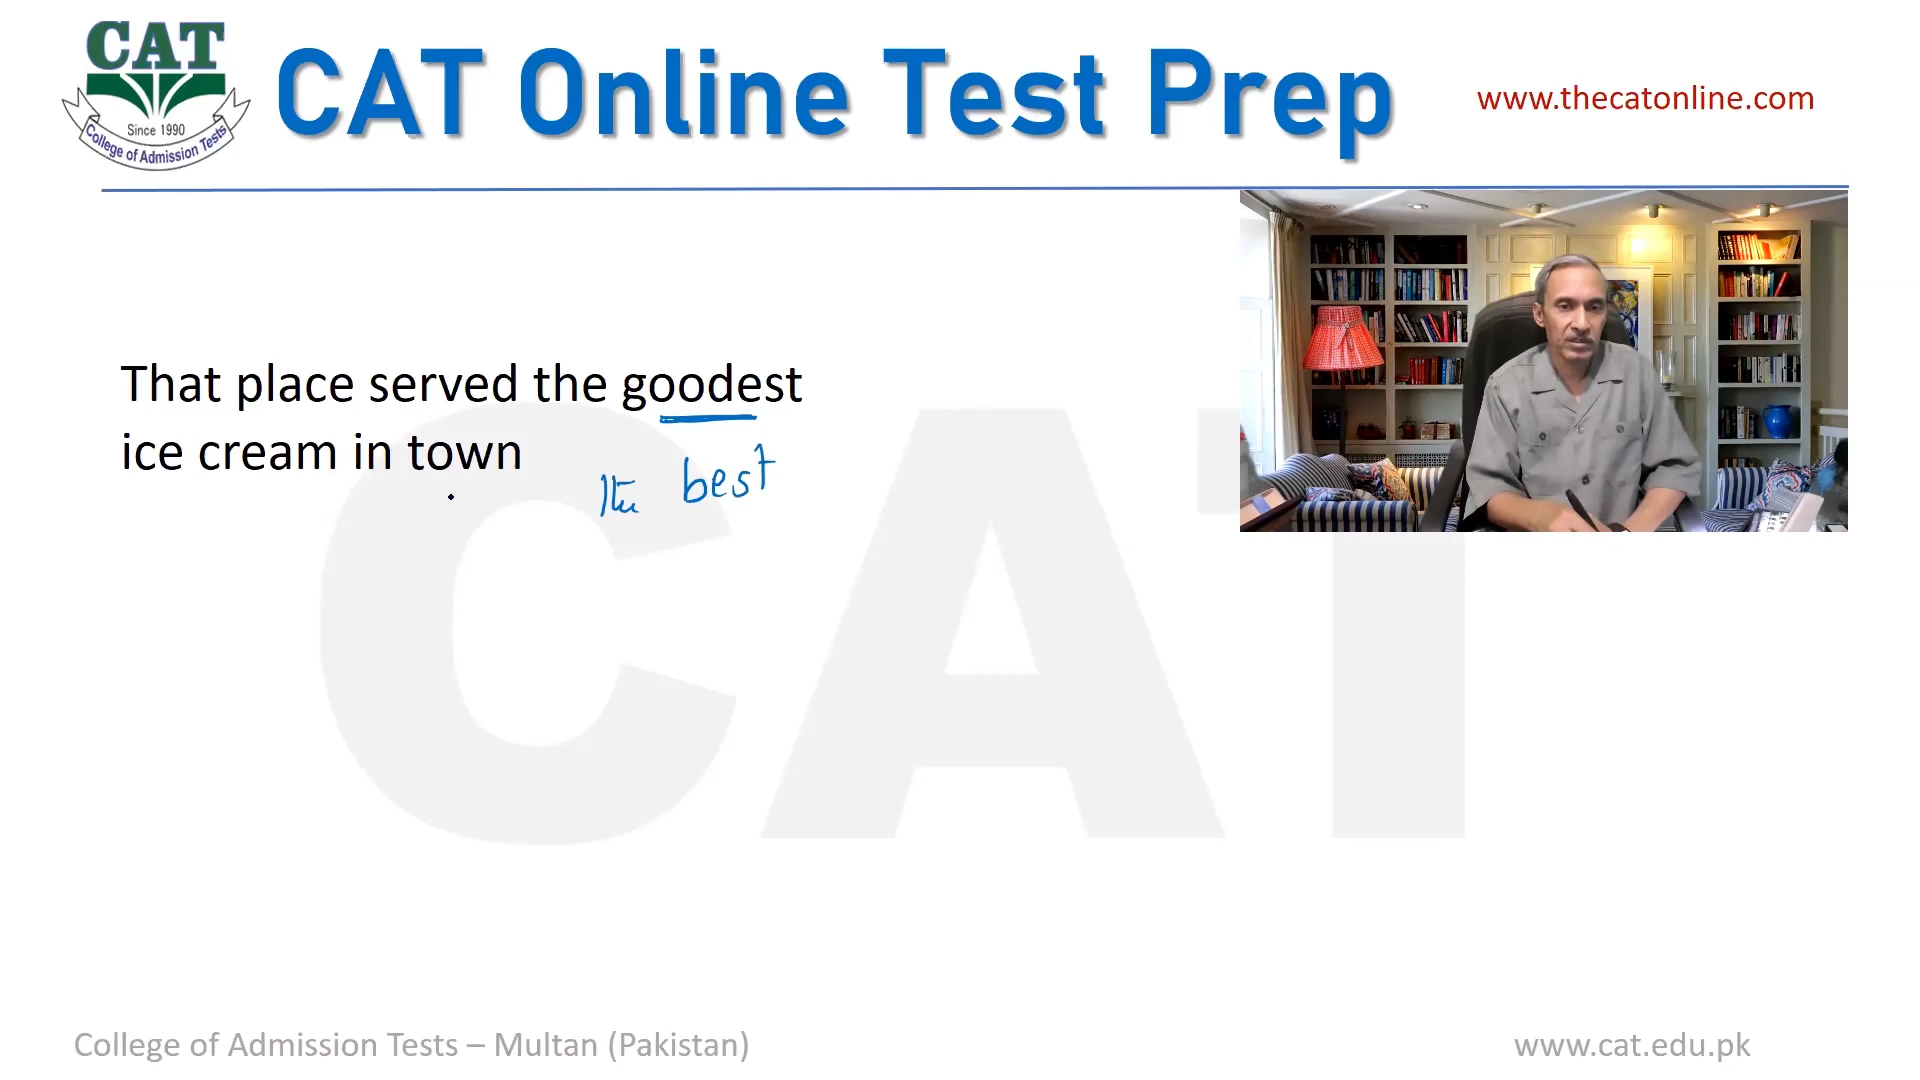 CAT
Since 1990
College of Admission Tests
CAT Online Test Prep
www.thecatonline.com
That place served the goodest
ice cream in town
the best
CAT
College of Admission Tests – Multan (Pakistan)
www.cat.edu.pk